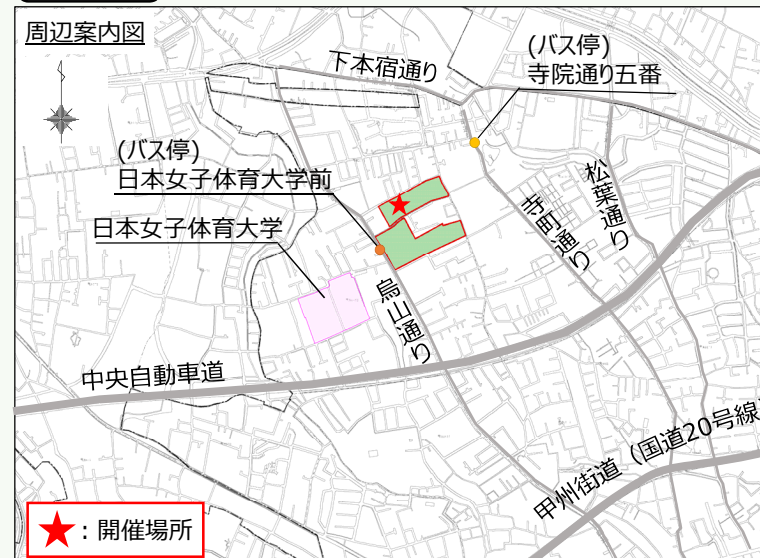 周辺案内図
下本宿通り
(バス停)
寺院通り五番
(バス停)
日本女子体育大学前
日本女子体育大学
松葉通り
寺町通り
烏山通り
中央自動車道
甲州街道（国道20号線）
★：開催場所